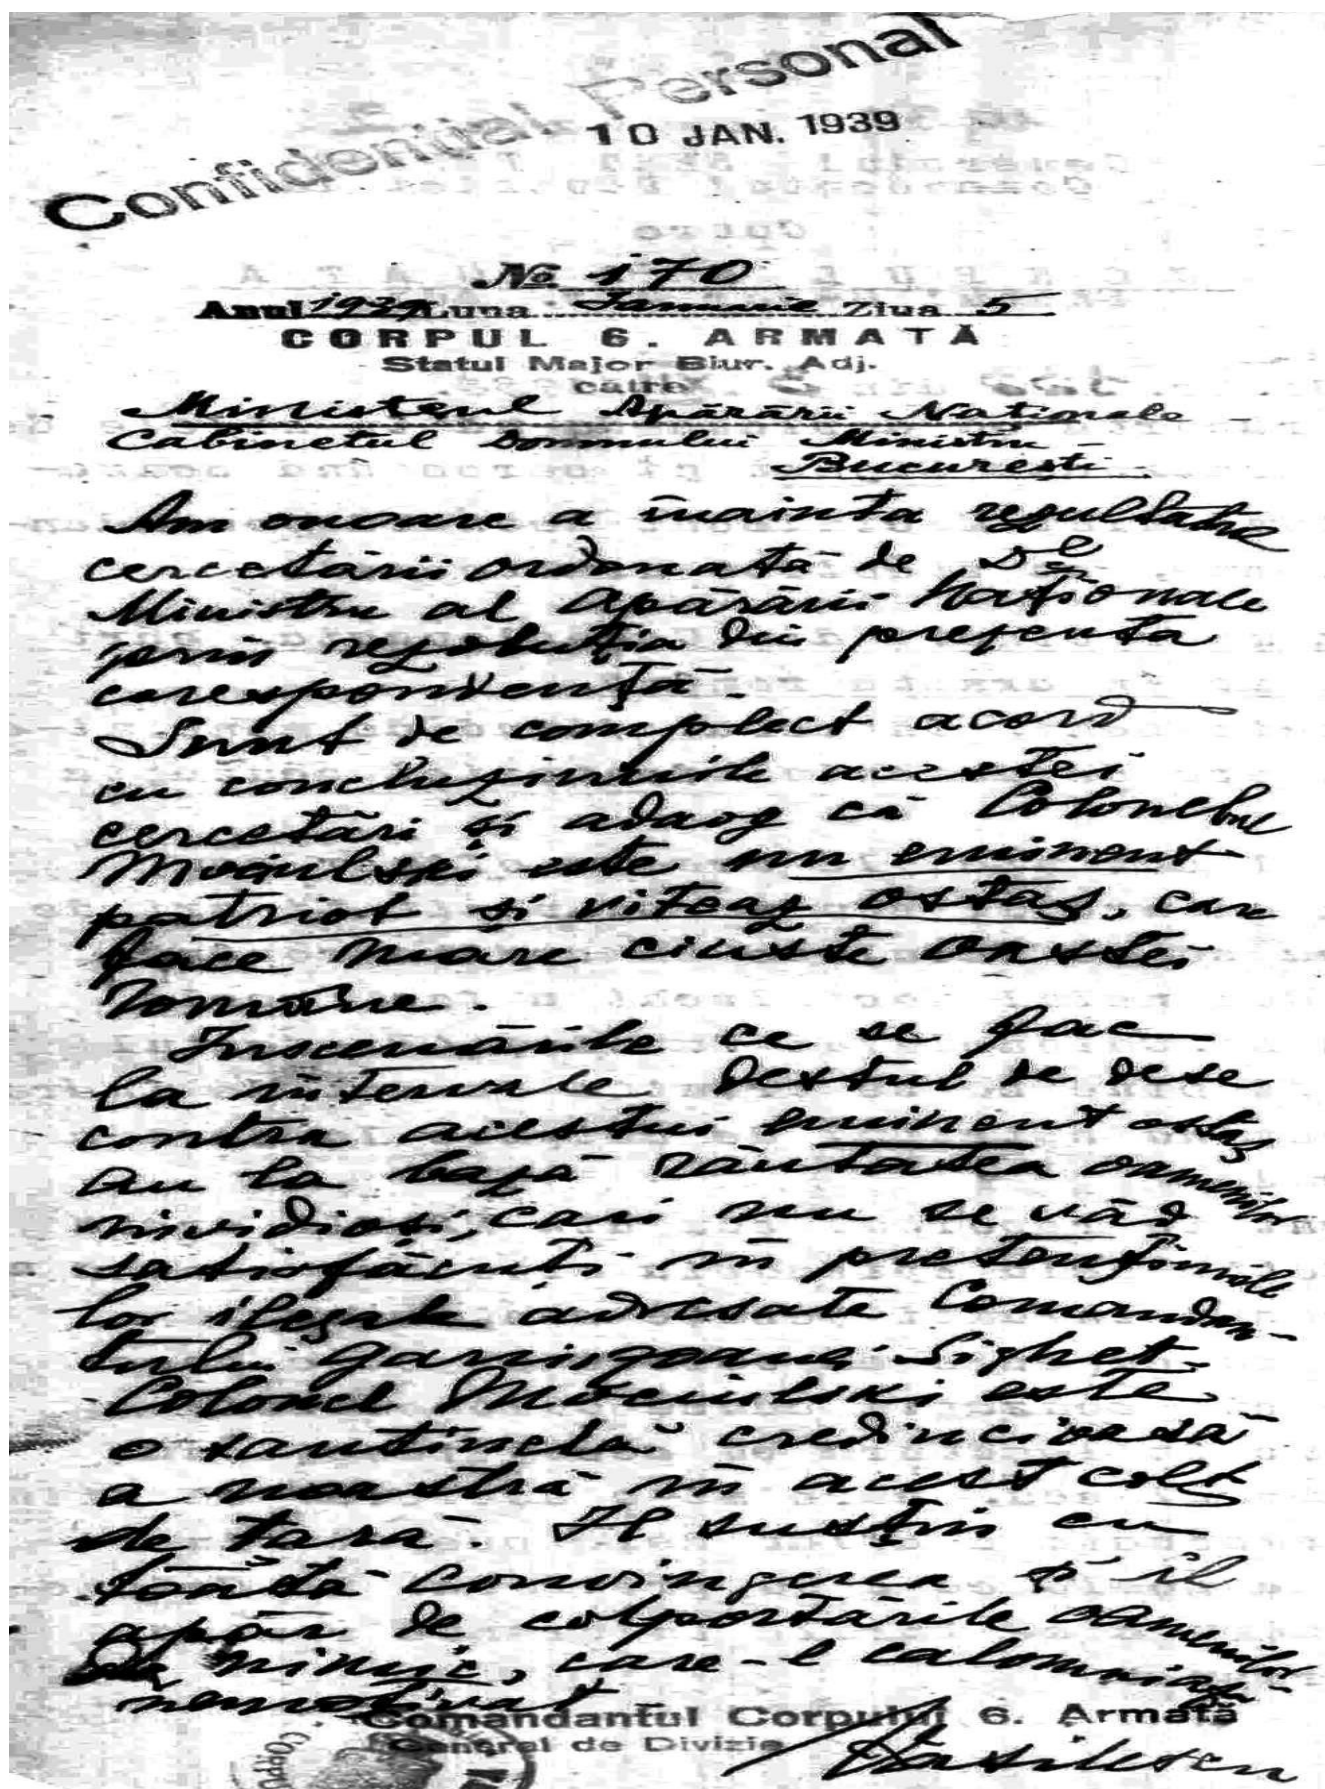 Confidențial Personal
10 JAN. 1939
No 170
Anul 1939 Luna Ianuarie Ziua 5
CORPUL 6. ARMATĂ
Statul Major Biur. Adj.
către
Ministerul Apărării Naționale -
Cabinetul Domnului Ministru -
București -
Am onoare a înainta rezultatul
cercetării ordonată de Dl
Ministru al Apărării Naționale
prin rezoluția din prezenta
corespondență.
Sunt de complect acord
cu concluziunile acestei
cercetări și adaog că Colonelul
Mociulski este un eminent
patriot și viteaz ostaș, care
face mare cinste oastei
române.
Inscenările ce se fac
la intervale destul de dese
contra acestui eminent ostaș
au la bază răutatea oamenilor
invidioși, cari nu se văd
satisfăcuți în pretențiunile
lor ilegale adresate Comandan-
tului garnizoanei Sighet.
Colonel Mociulski este
o santinelă credincioasă
a noastră în acest colț
de țară. Il susțin cu
toată convingerea și îl
apăr de colportările oamenilor
de nimic, care-l calomniază
nemotivat
Comandantul Corpului 6. Armată
General de Divizie
Vasilescu
CORPU